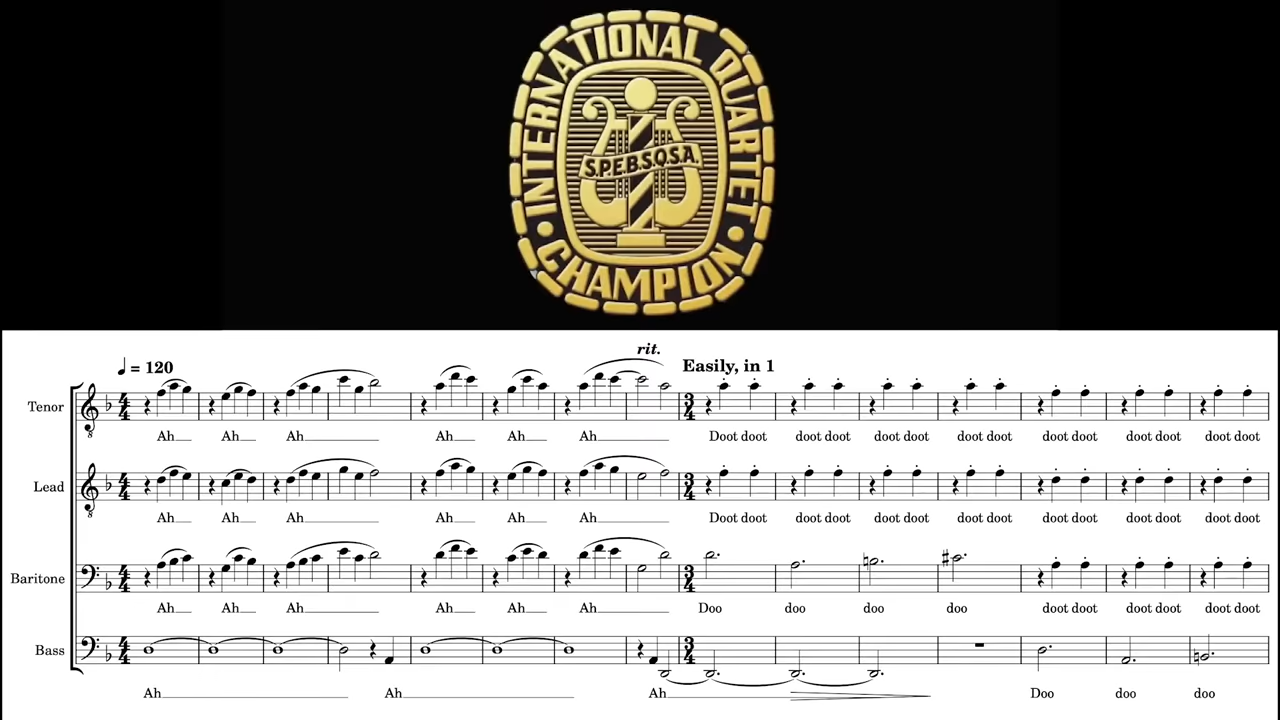 INTERNATIONAL QUARTET
S.P.E.B.S.Q.S.A.
• CHAMPION •
rit.
♩ = 120
Easily, in 1
Tenor
Ah Ah Ah Ah Ah Ah Doot doot doot doot doot doot doot doot doot doot doot doot doot doot
Lead
Ah Ah Ah Ah Ah Ah Doot doot doot doot doot doot doot doot doot doot doot doot doot doot
Baritone
Ah Ah Ah Ah Ah Ah Doo doo doo doo doot doot doot doot doot doot
Bass
Ah Ah Ah Doo doo doo